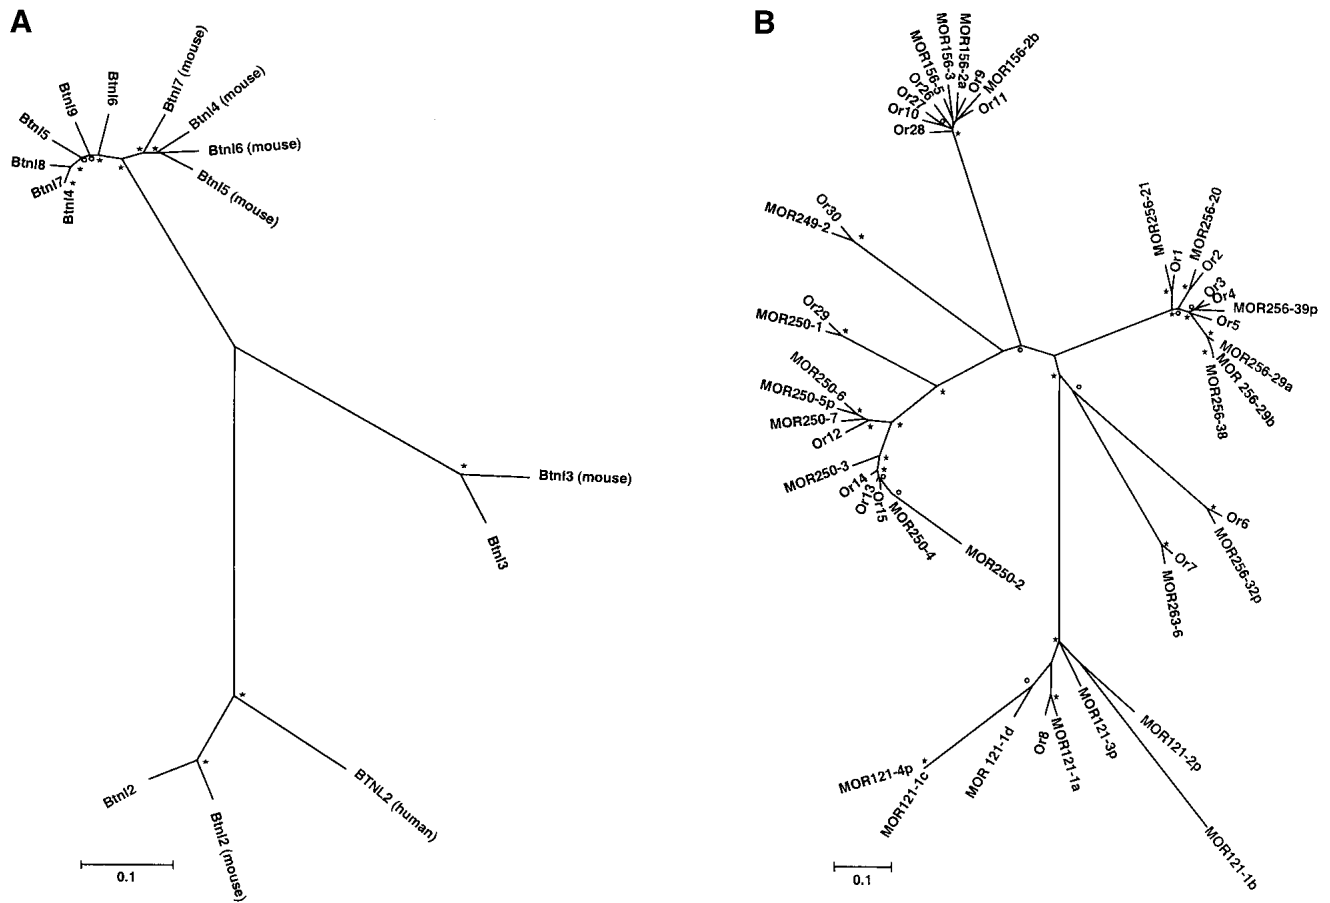 A
Btnl7 (mouse)
Btnl4 (mouse)
Btnl6 (mouse)
Btnl5 (mouse)
Btnl6
Btnl9
Btnl5
Btnl8
Btnl7
Btnl4
Btnl3 (mouse)
Btnl3
BTNL2 (human)
Btnl2 (mouse)
Btnl2
0.1
B
MOR156-5
MOR156-3
MOR156-2a
Or9
MOR156-2b
Or11
Or26
Or27
Or10
Or28
Or30
MOR249-2
Or29
MOR250-1
MOR250-6
MOR250-5p
MOR250-7
Or12
MOR250-3
Or14
Or13
Or15
MOR250-4
MOR250-2
MOR256-21
Or1
MOR256-20
Or2
Or3
Or4
MOR256-39p
Or5
MOR256-29a
MOR 256-29b
MOR256-38
Or6
MOR256-32p
Or7
MOR263-6
MOR121-4p
MOR121-1c
MOR 121-1d
Or8
MOR121-1a
MOR121-3p
MOR121-2p
MOR121-1b
0.1